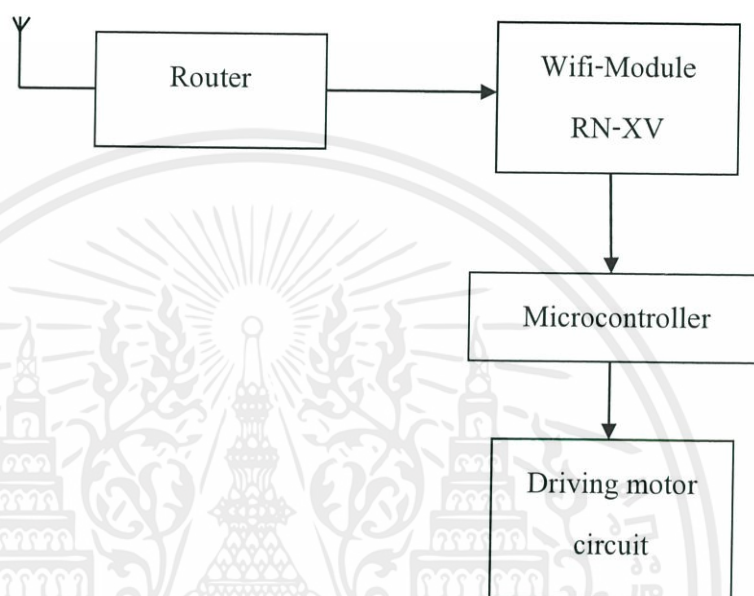 Router
Wifi-Module
RN-XV
Microcontroller
Driving motor
circuit